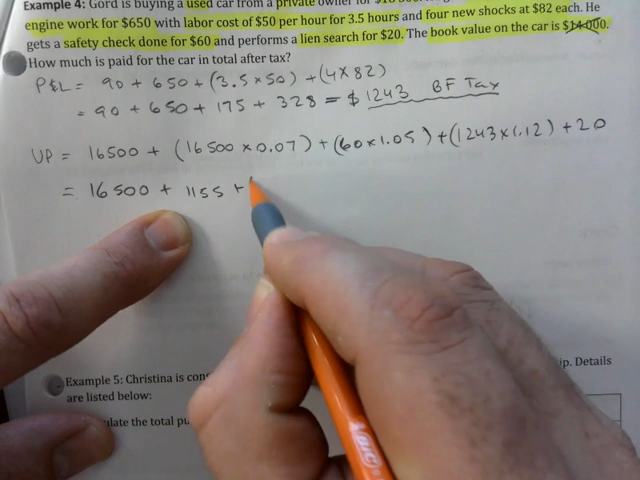 Example 4: Gord is buying a used car from a private owner for
engine work for $650 with labor cost of $50 per hour for 3.5 hours and four new shocks at $82 each. He
gets a safety check done for $60 and performs a lien search for $20. The book value on the car is $14 000.
How much is paid for the car in total after tax?
P&L = 90 + 650 + (3.5 × 50) + (4 × 82)
= 90 + 650 + 175 + 328 = $1243 BF Tax
UP = 16500 + (16500 × 0.07) + (60 × 1.05) + (1243 × 1.12) + 20
= 16500 + 1155 +
Example 5: Christina is
ip. Details
are listed below:
ulate the total
BIC